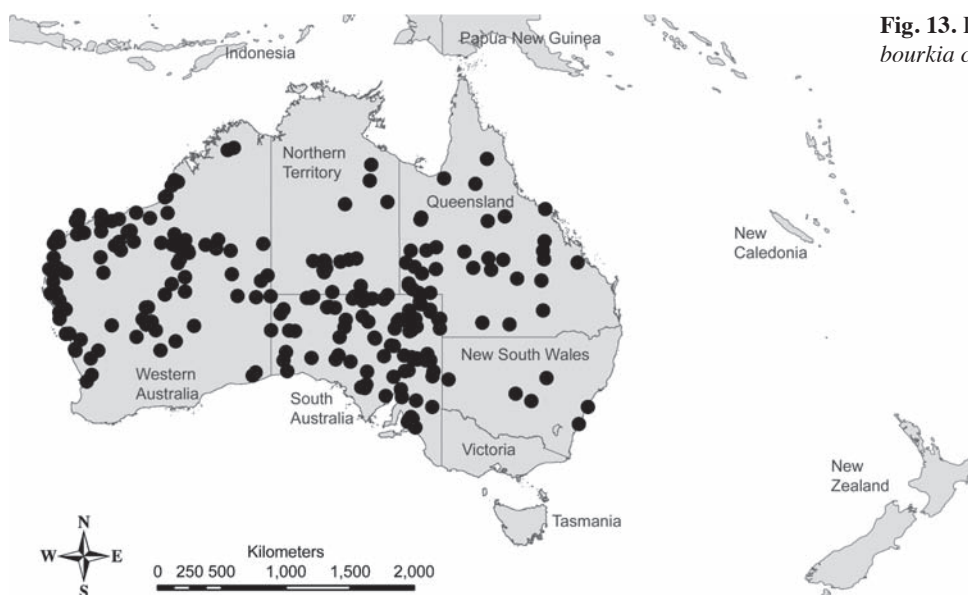 Fig. 13.
bourkia
Indonesia
Papua New Guinea
Northern
Territory
Queensland
New
Caledonia
Western
Australia
South
Australia
New South Wales
Victoria
Tasmania
New
Zealand
N
W E
S
Kilometers
0 250 500 1,000 1,500 2,000